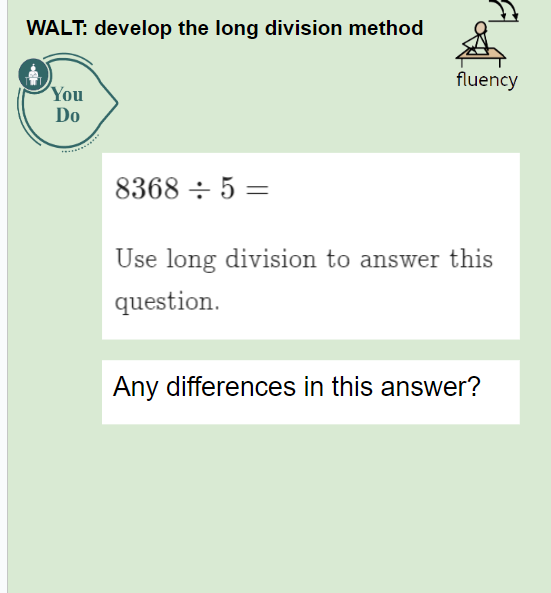 WALT: develop the long division method
fluency
You
Do
8368 ÷ 5 =
Use long division to answer this
question.
Any differences in this answer?